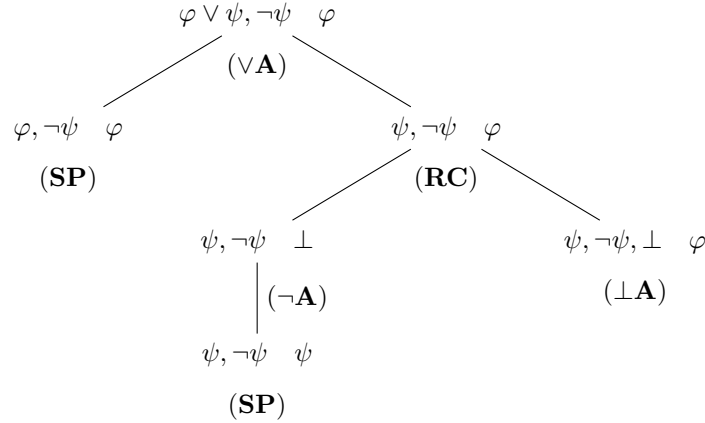 φ ∨ ψ, ¬ψ φ
(∨A)
φ, ¬ψ φ
ψ, ¬ψ φ
(SP)
(RC)
ψ, ¬ψ ⊥
ψ, ¬ψ, ⊥ φ
(¬A)
(⊥A)
ψ, ¬ψ ψ
(SP)